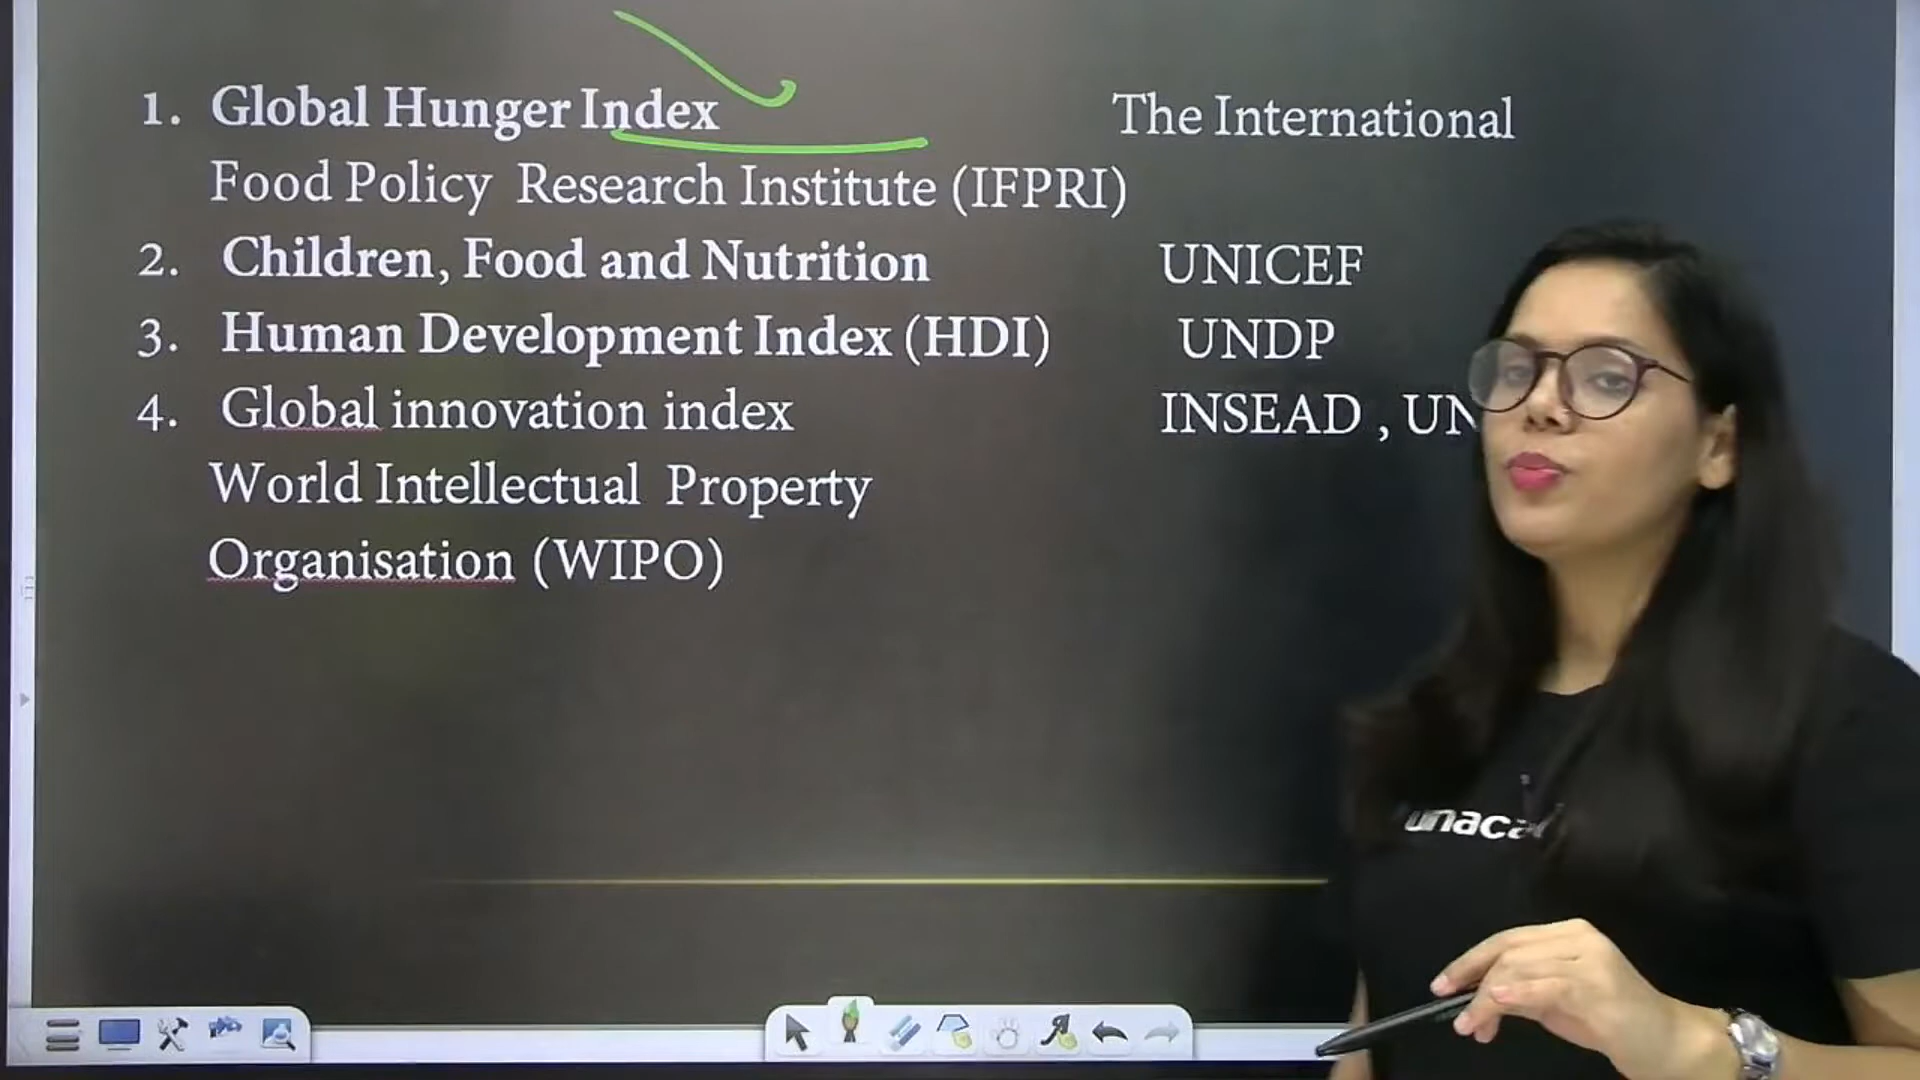 1. Global Hunger Index The International
Food Policy Research Institute (IFPRI)
2. Children, Food and Nutrition UNICEF
3. Human Development Index (HDI) UNDP
4. Global innovation index INSEAD , UN
World Intellectual Property
Organisation (WIPO)
unaca